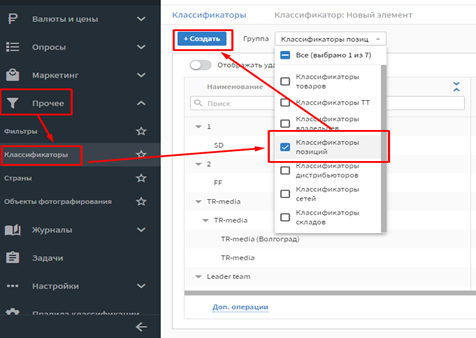 Валюты и цены
Опросы
Маркетинг
Прочее
Фильтры
Классификаторы
Страны
Объекты фотографирования
Журналы
Задачи
Настройки
Правила классификации
Классификаторы
Классификатор: Новый элемент
+ Создать
Группа
Классификаторы позиц
Отображать уда
Все (выбрано 1 из 7)
Классификаторы
товаров
Классификаторы ТТ
Классификаторы
владельцев
Классификаторы
позиций
Классификаторы
дистрибьюторов
Классификаторы
сетей
Классификаторы
складов
Наименование
Поиск
1
SD
2
FF
TR-media
TR-media
TR-media (Волгоград)
TR-media
Leader team
Доп. операции